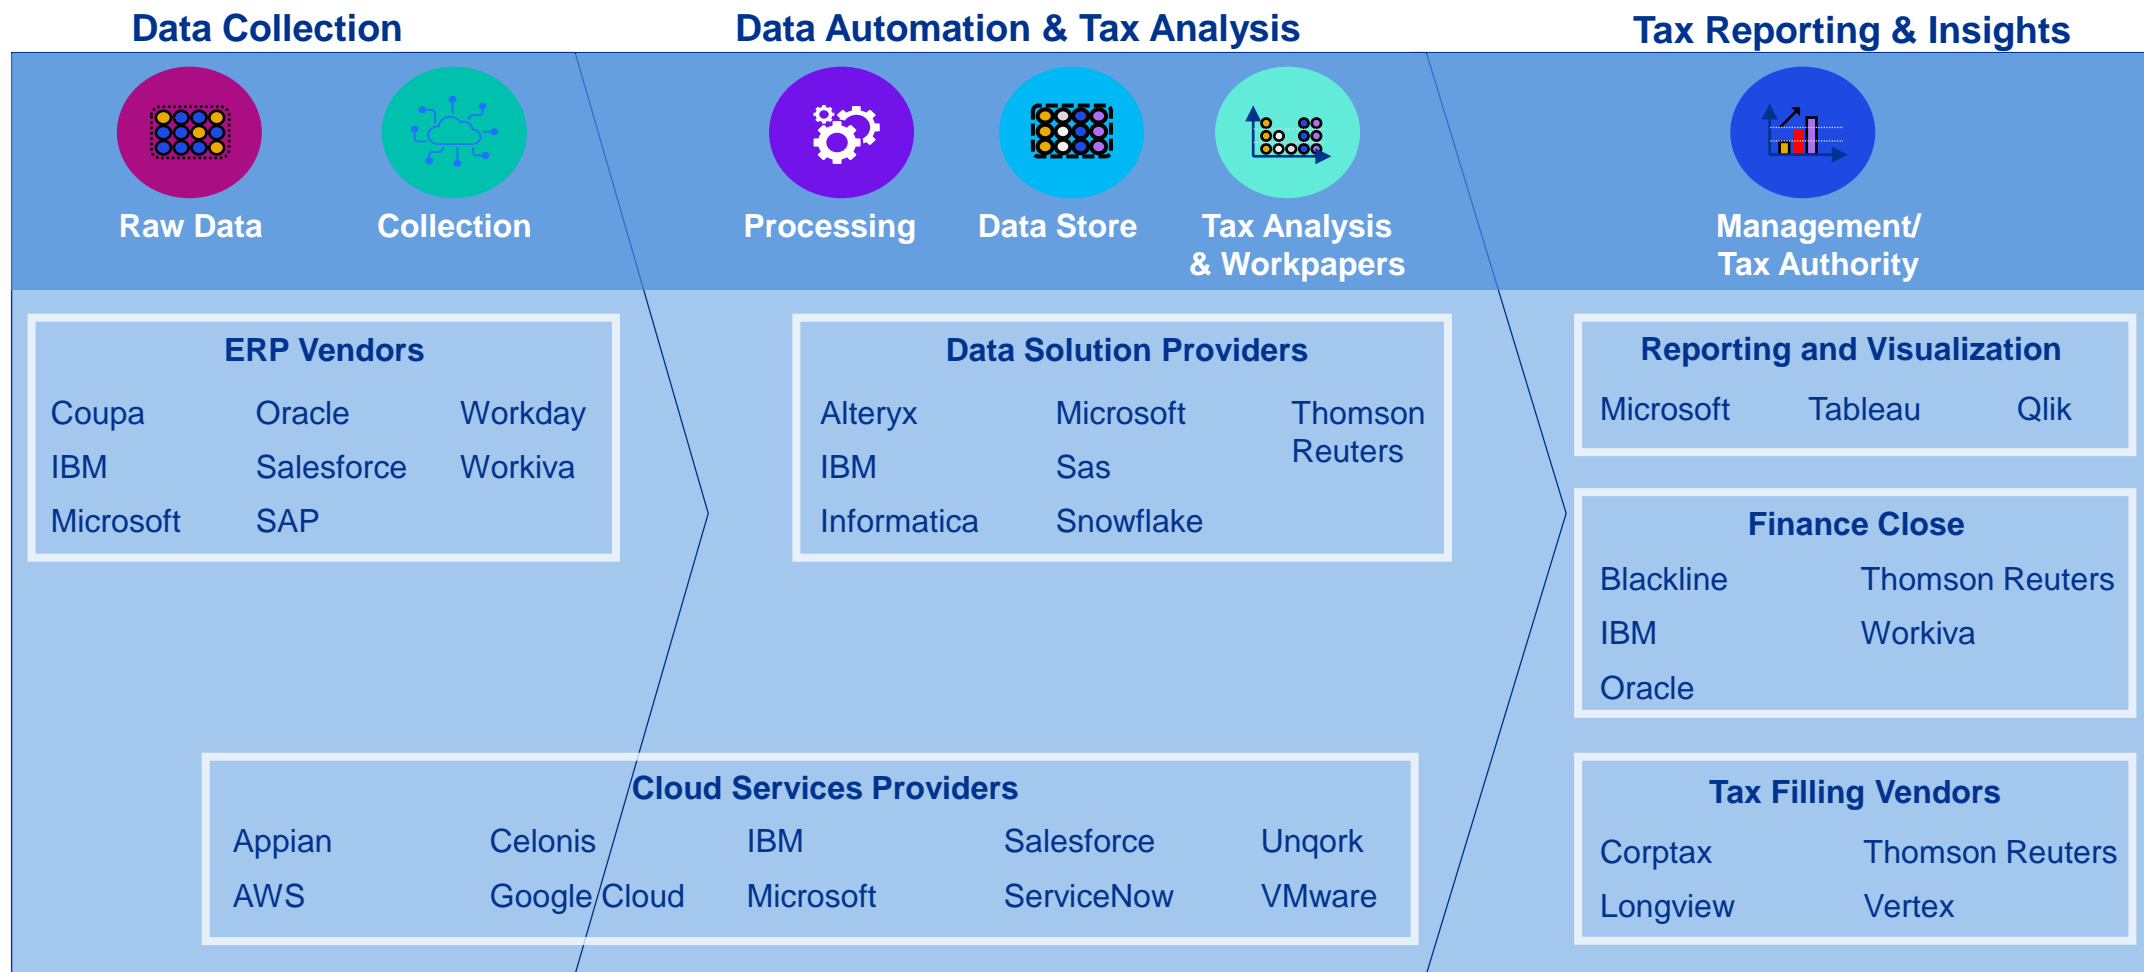 Data Collection
Data Automation & Tax Analysis
Tax Reporting & Insights
Raw Data
Collection
Processing
Data Store
Tax Analysis
& Workpapers
Management/
Tax Authority
ERP Vendors
Coupa
Oracle
Workday
IBM
Salesforce
Workiva
Microsoft
SAP
Data Solution Providers
Alteryx
Microsoft
Thomson
Reuters
IBM
Sas
Informatica
Snowflake
Reporting and Visualization
Microsoft
Tableau
Qlik
Finance Close
Blackline
Thomson Reuters
IBM
Workiva
Oracle
Cloud Services Providers
Appian
Celonis
IBM
Salesforce
Unqork
AWS
Google Cloud
Microsoft
ServiceNow
VMware
Tax Filling Vendors
Corptax
Thomson Reuters
Longview
Vertex